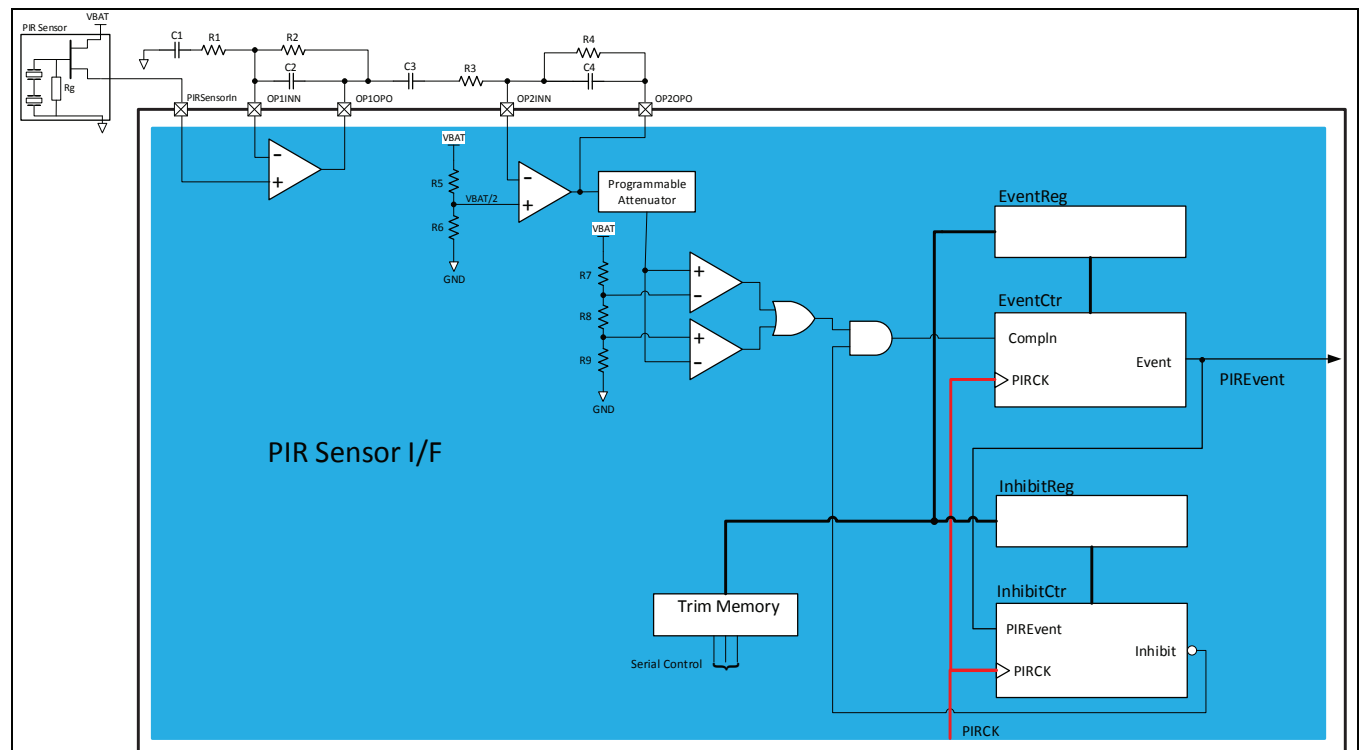 PIR Sensor
VBAT
Rg
C1
R1
R2
C2
C3
R3
R4
C4
PIRSensorIn
OP1INN
OP1OPO
OP2INN
OP2OPO
-
+
VBAT
R5
VBAT/2
R6
GND
-
+
Programmable
Attenuator
VBAT
R7
R8
R9
GND
+
-
+
-
EventReg
EventCtr
CompIn
Event
PIRCK
PIREvent
PIR Sensor I/F
InhibitReg
Trim Memory
Serial Control
InhibitCtr
PIREvent
Inhibit
PIRCK
PIRCK